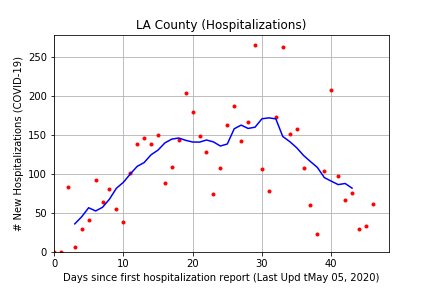 LA County (Hospitalizations)
# New Hospitalizations (COVID-19)
250
200
150
100
50
0
0 10 20 30 40
Days since first hospitalization report (Last Upd tMay 05, 2020)